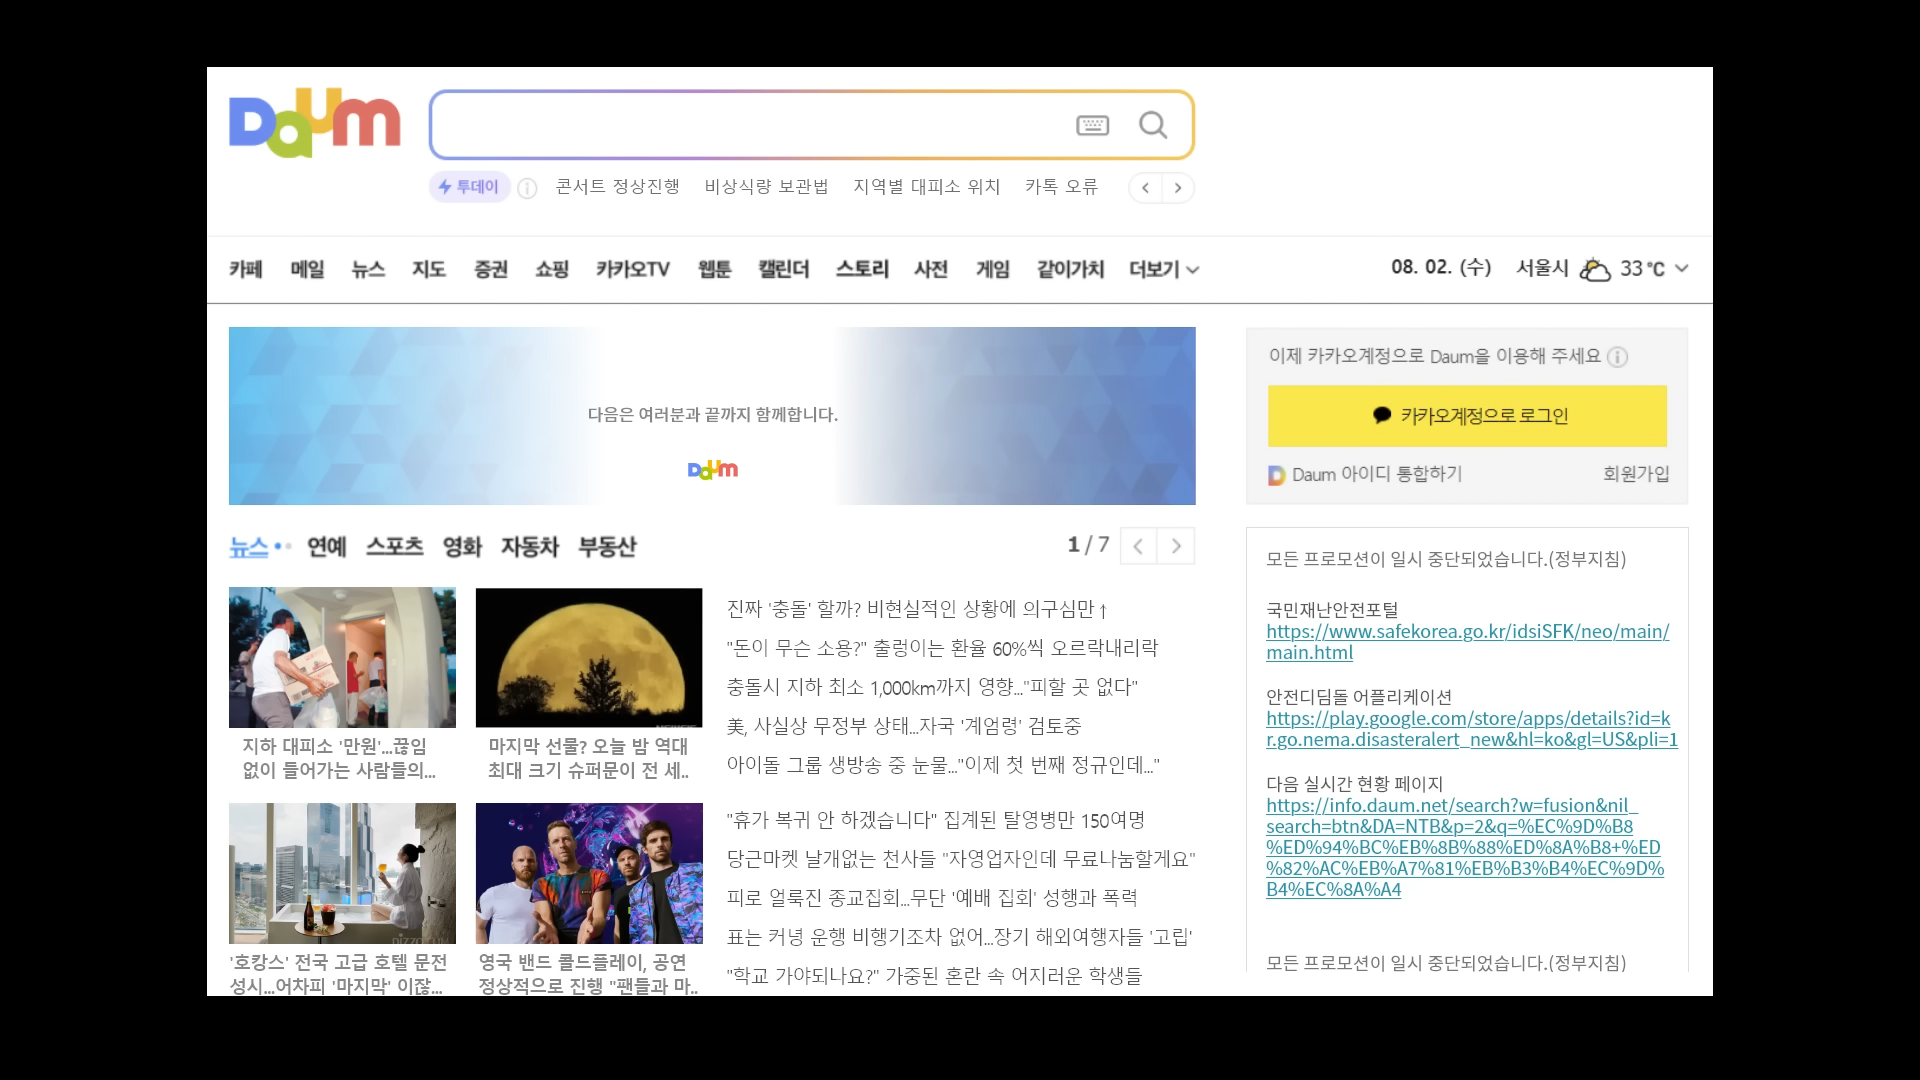 Daum
투데이 콘서트 정상진행 비상식량 보관법 지역별 대피소 위치 카톡 오류
카페 메일 뉴스 지도 증권 쇼핑 카카오TV 웹툰 캘린더 스토리 사전 게임 같이가치 더보기
08. 02. (수) 서울시 33 ℃
다음은 여러분과 끝까지 함께합니다.
Daum
이제 카카오계정으로 Daum을 이용해 주세요
카카오계정으로 로그인
Daum 아이디 통합하기 회원가입
뉴스 연예 스포츠 영화 자동차 부동산
1 / 7
지하 대피소 '만원'...끊임
없이 들어가는 사람들의...
마지막 선물? 오늘 밤 역대
최대 크기 슈퍼문이 전 세..
'호캉스' 전국 고급 호텔 문전
성시...어차피 '마지막' 이잖...
영국 밴드 콜드플레이, 공연
정상적으로 진행 "팬들과 마..
진짜 '충돌' 할까? 비현실적인 상황에 의구심만↑
"돈이 무슨 소용?" 출렁이는 환율 60%씩 오르락내리락
충돌시 지하 최소 1,000km까지 영향..."피할 곳 없다"
美, 사실상 무정부 상태...자국 '계엄령' 검토중
아이돌 그룹 생방송 중 눈물..."이제 첫 번째 정규인데..."
"휴가 복귀 안 하겠습니다" 집계된 탈영병만 150여명
당근마켓 날개없는 천사들 "자영업자인데 무료나눔할게요"
피로 얼룩진 종교집회...무단 '예배 집회' 성행과 폭력
표는 커녕 운행 비행기조차 없어...장기 해외여행자들 '고립'
"학교 가야되나요?" 가중된 혼란 속 어지러운 학생들
모든 프로모션이 일시 중단되었습니다.(정부지침)
국민재난안전포털
https://www.safekorea.go.kr/idsiSFK/neo/main/
main.html
안전디딤돌 어플리케이션
https://play.google.com/store/apps/details?id=k
r.go.nema.disasteralert_new&hl=ko&gl=US&pli=1
다음 실시간 현황 페이지
https://info.daum.net/search?w=fusion&nil_
search=btn&DA=NTB&p=2&q=%EC%9D%B8
%ED%94%BC%EB%8B%88%ED%8A%B8+%ED
%82%AC%EB%A7%81%EB%B3%B4%EC%9D%
B4%EC%8A%A4
모든 프로모션이 일시 중단되었습니다.(정부지침)